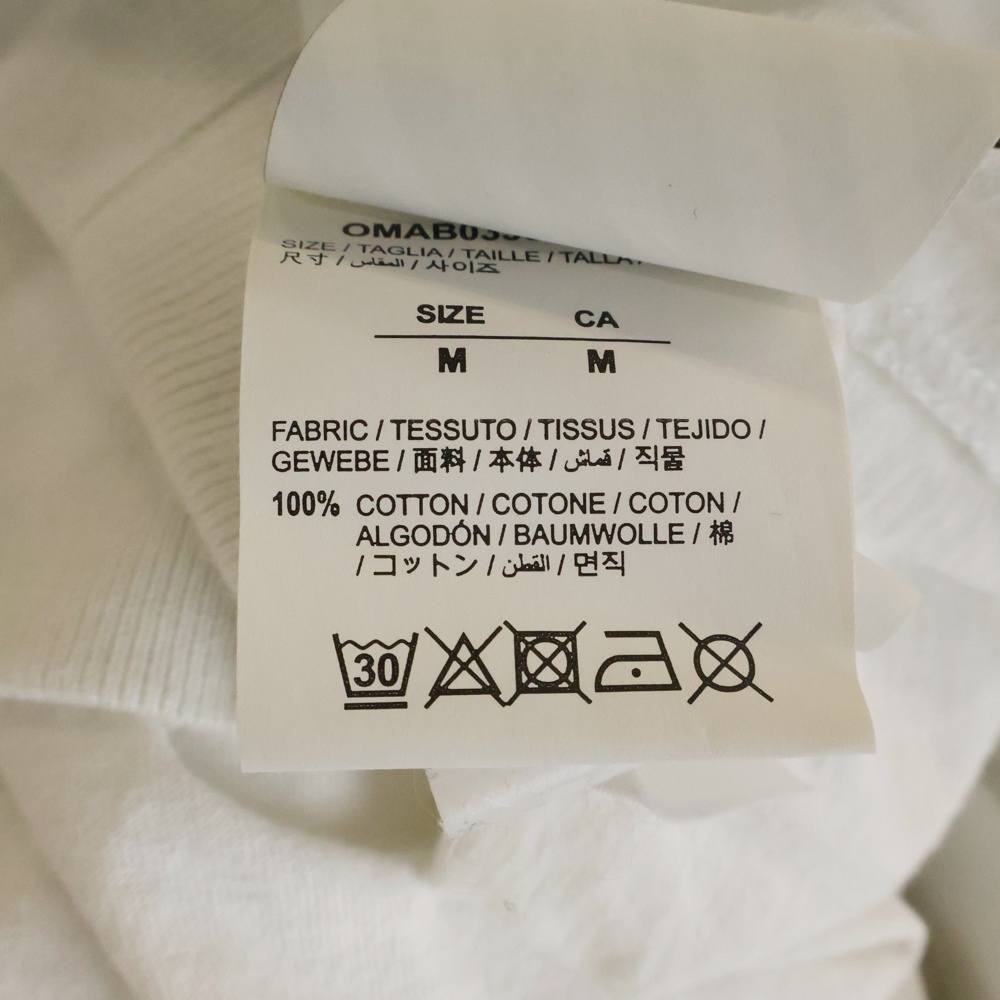 SIZE / TAGLIA / TAILLE / TALLA /
尺寸 / المقاس / 사이즈
SIZE CA
M M
FABRIC / TESSUTO / TISSUS / TEJIDO /
GEWEBE / 面料 / 本体 / قماش / 직물
100% COTTON / COTONE / COTON /
ALGODÓN / BAUMWOLLE / 棉
/ コットン / القطن / 면직
30